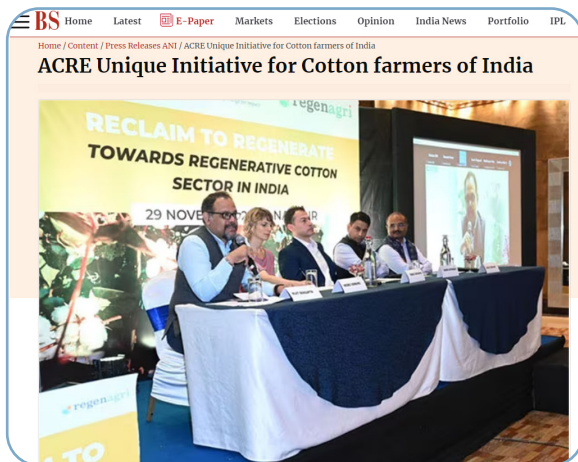 BS Home Latest E-Paper Markets Elections Opinion India News Portfolio IPL
Home / Content / Press Releases ANI / ACRE Unique Initiative for Cotton farmers of India
ACRE Unique Initiative for Cotton farmers of India
regenagri
RECLAIM TO REGENERATE
TOWARDS REGENERATIVE COTTON
SECTOR IN INDIA
29
regenagri
TO